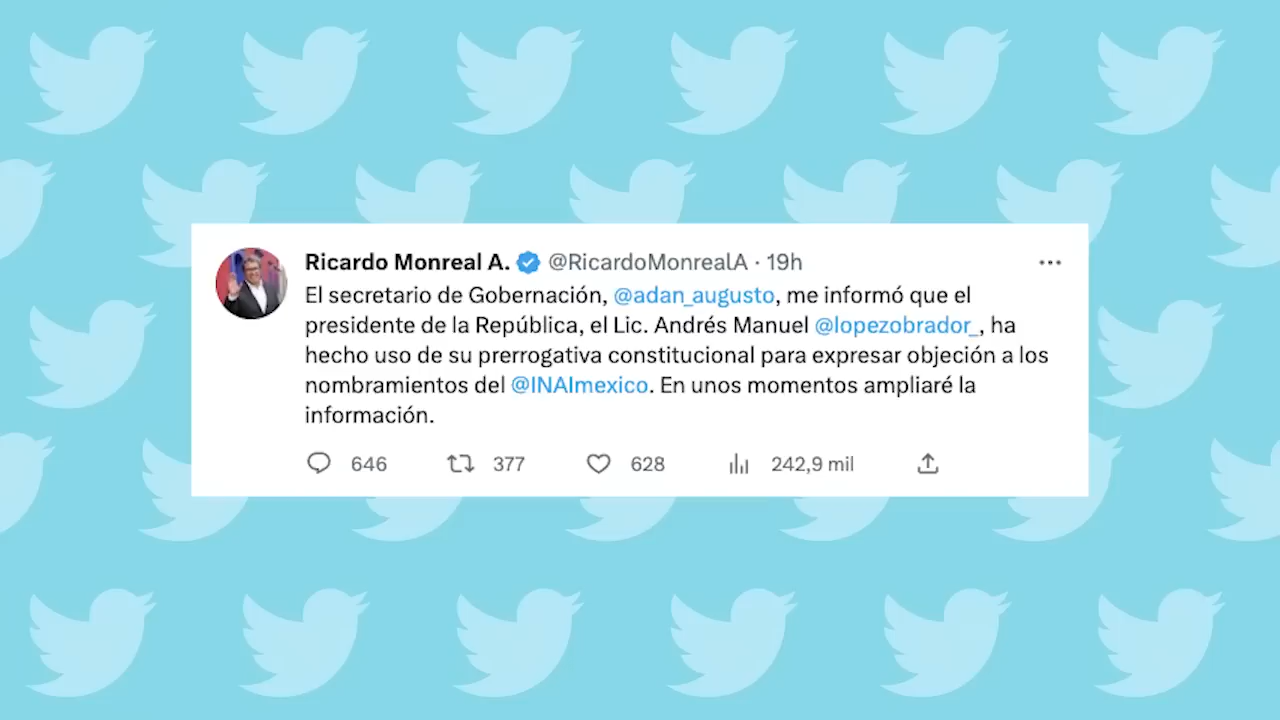 Ricardo Monreal A. @RicardoMonrealA · 19h
El secretario de Gobernación, @adan_augusto, me informó que el
presidente de la República, el Lic. Andrés Manuel @lopezobrador_, ha
hecho uso de su prerrogativa constitucional para expresar objeción a los
nombramientos del @INAImexico. En unos momentos ampliaré la
información.
646 377 628 242,9 mil